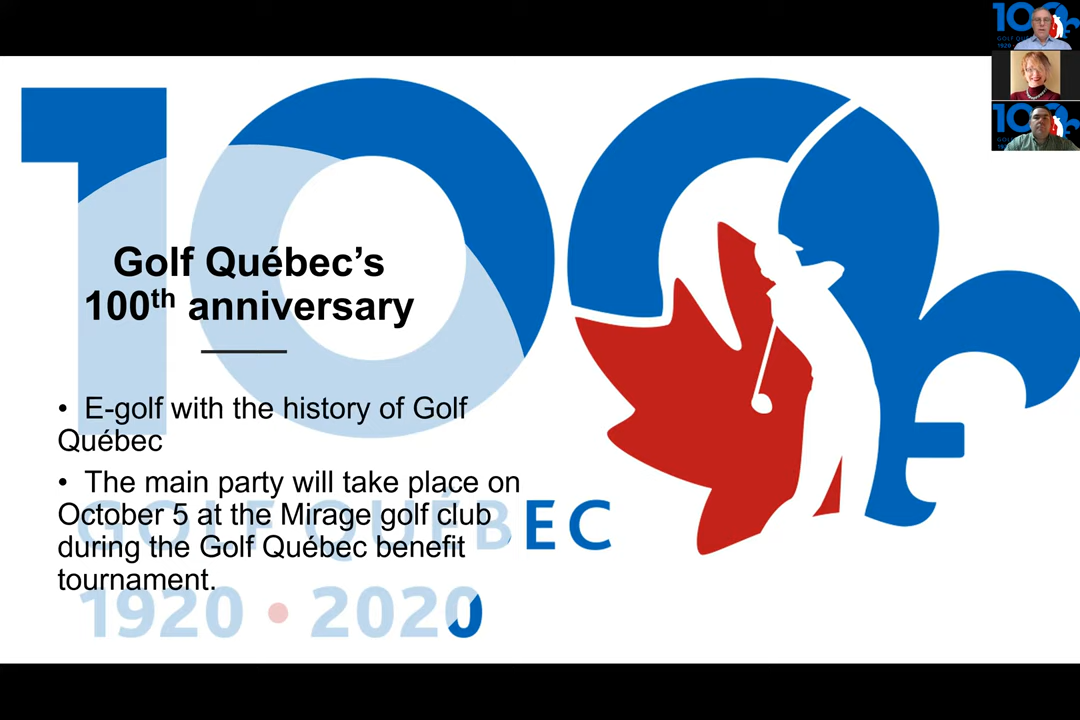 100
Golf Québec’s
100th anniversary
• E-golf with the history of Golf
Québec
• The main party will take place on
October 5 at the Mirage golf club
during the Golf Québec benefit
tournament.
GOLF QUÉBEC
1920 • 2020